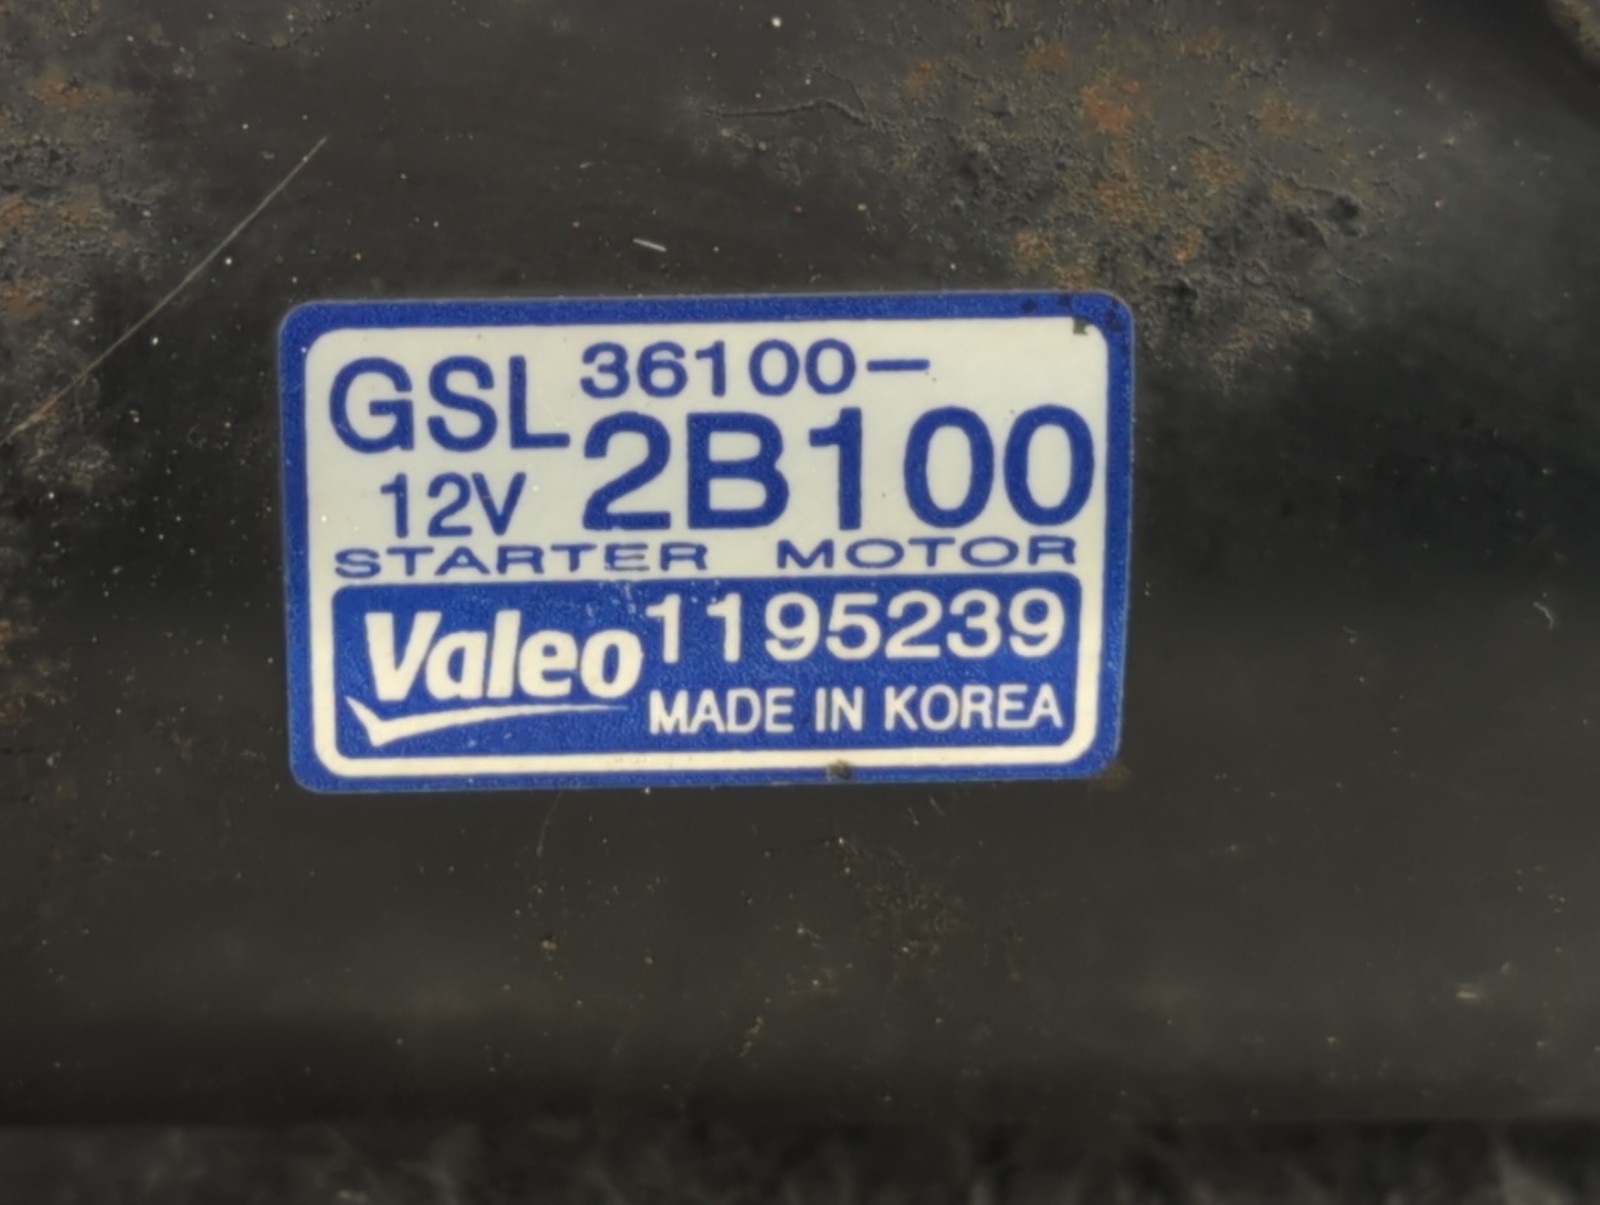 GSL 36100-
12V 2B100
STARTER MOTOR
Valeo 1195239
MADE IN KOREA